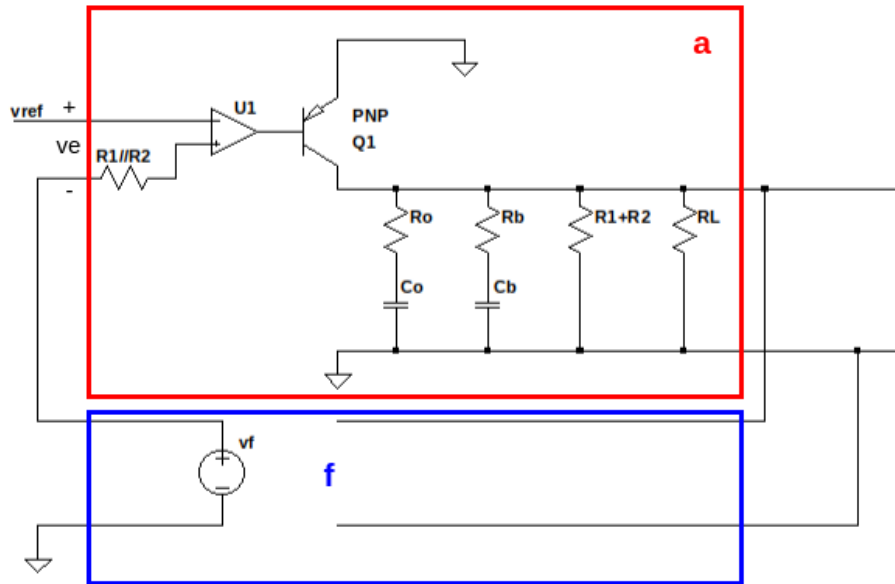 a
U1
+
vref
PNP
ve
R1//R2
Q1
-
Ro
Rb
R1+R2
RL
Co
Cb
vf
f